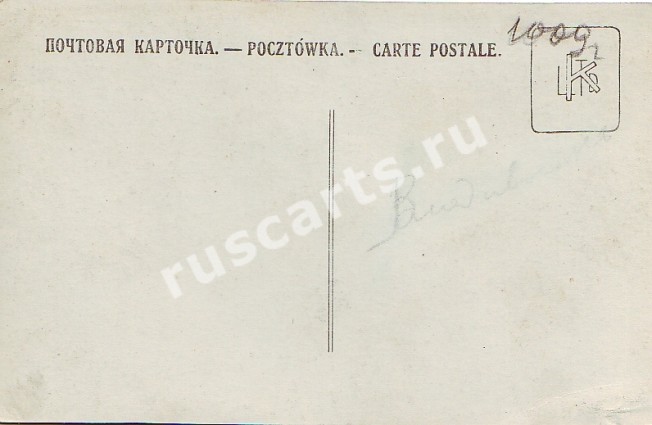 1009
ПОЧТОВАЯ КАРТОЧКА. — POCZTÓWKA. - CARTE POSTALE.
ruscarts.ru